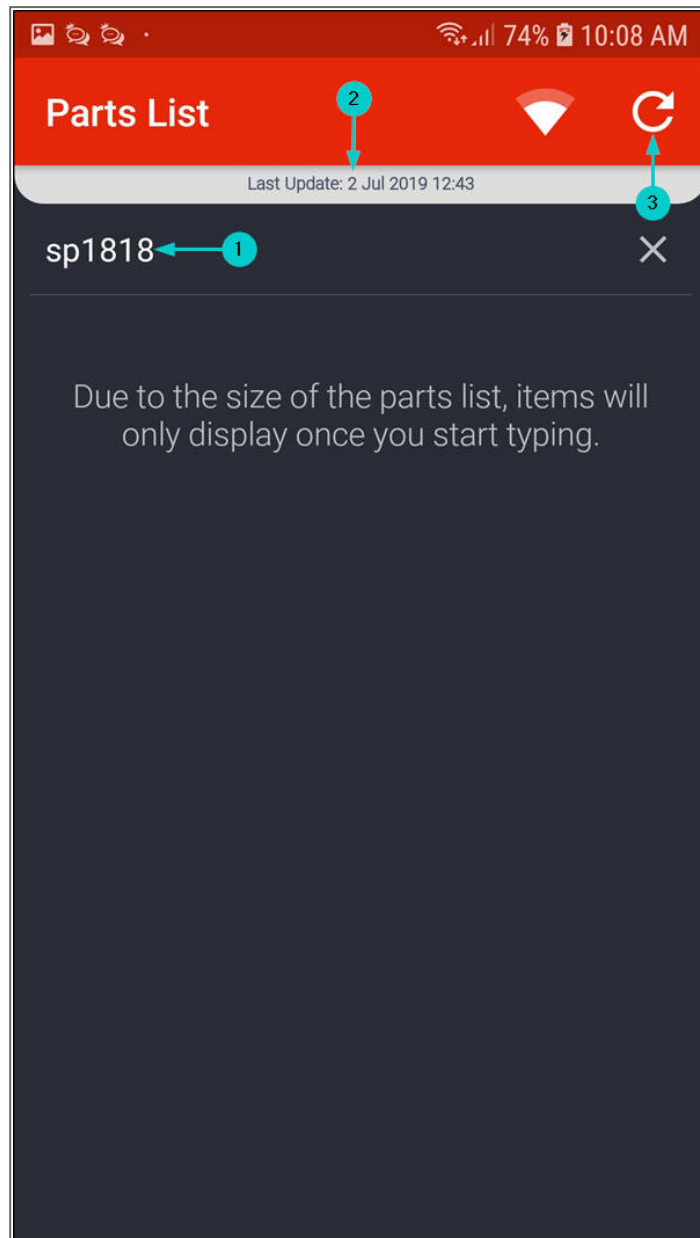 74% 10:08 AM
Parts List
2
Last Update: 2 Jul 2019 12:43
3
sp1818 1
Due to the size of the parts list, items will
only display once you start typing.